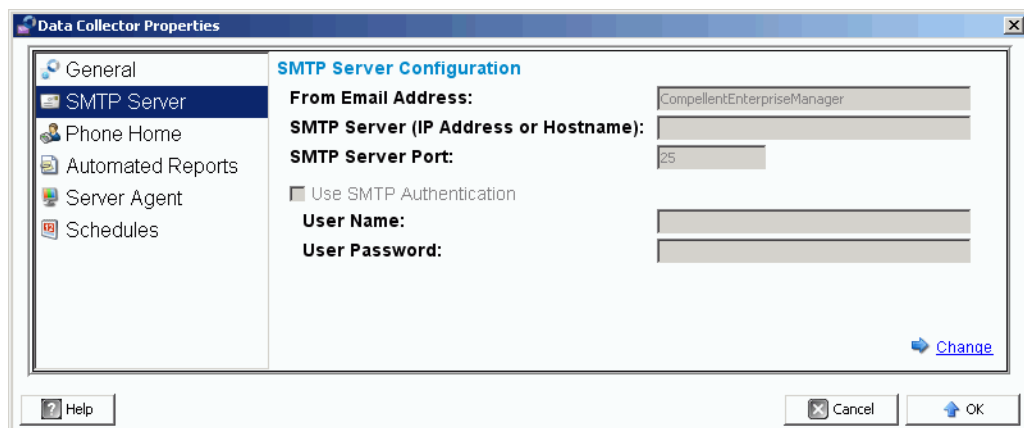 Data Collector Properties
General
SMTP Server
Phone Home
Automated Reports
Server Agent
12
Schedules
SMTP Server Configuration
From Email Address:
CompellentEnterpriseManager
SMTP Server (IP Address or Hostname):
SMTP Server Port:
25
Use SMTP Authentication
User Name:
User Password:
Change
? Help
Cancel
OK